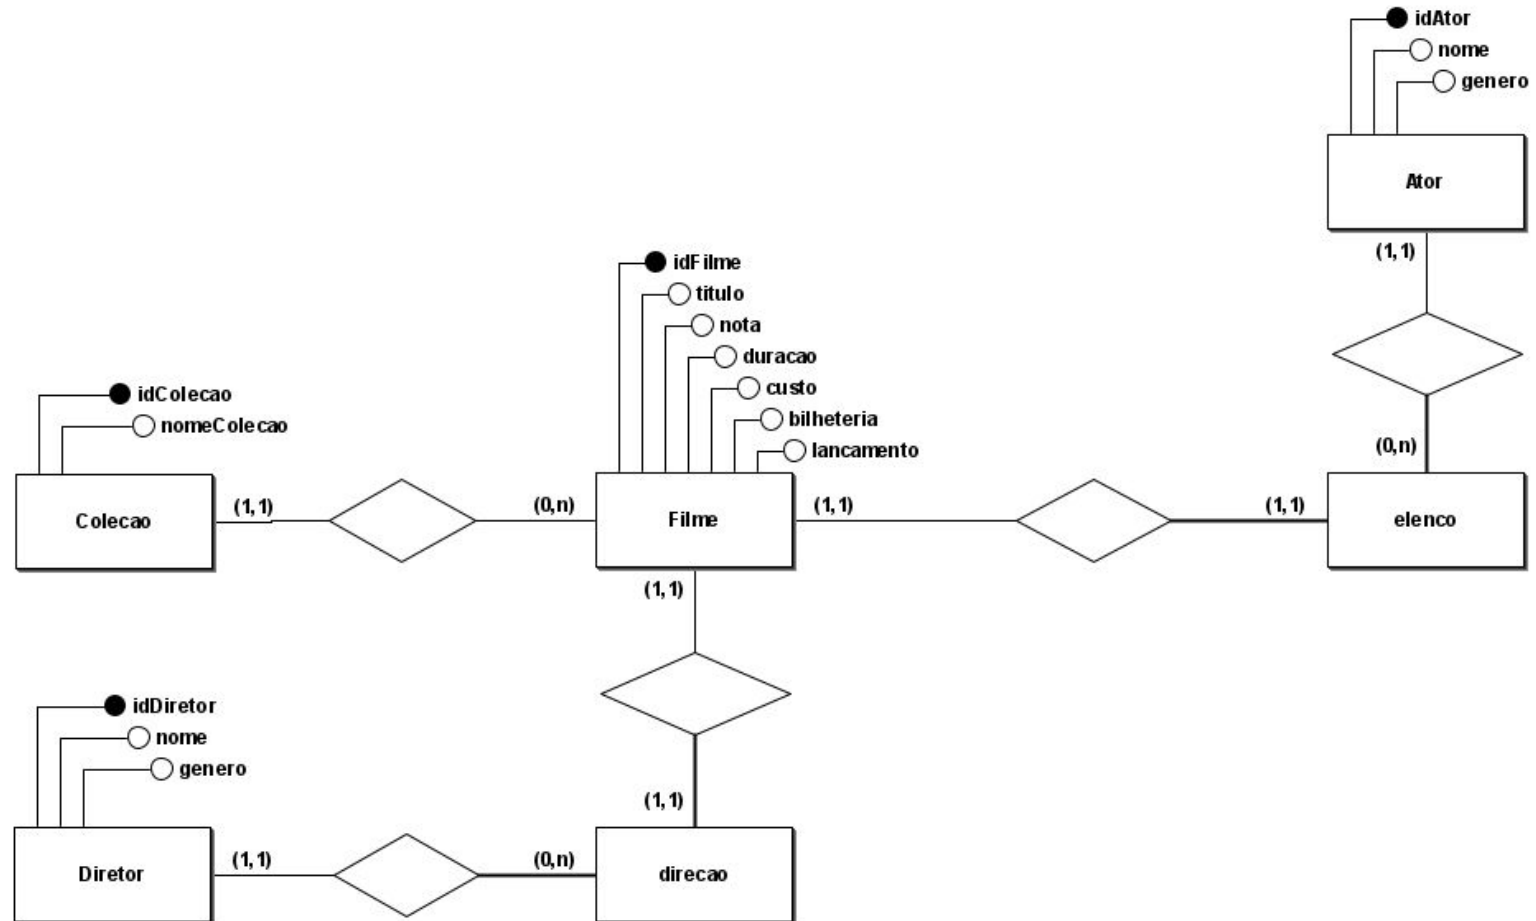 idAtor
nome
genero
Ator
(1,1)
idFilme
titulo
nota
duracao
custo
bilheteria
lancamento
idColecao
nomeColecao
(0,n)
Colecao
(1,1)
(0,n)
Filme
(1,1)
(1,1)
elenco
(1,1)
idDiretor
nome
genero
(1,1)
Diretor
(1,1)
(0,n)
direcao